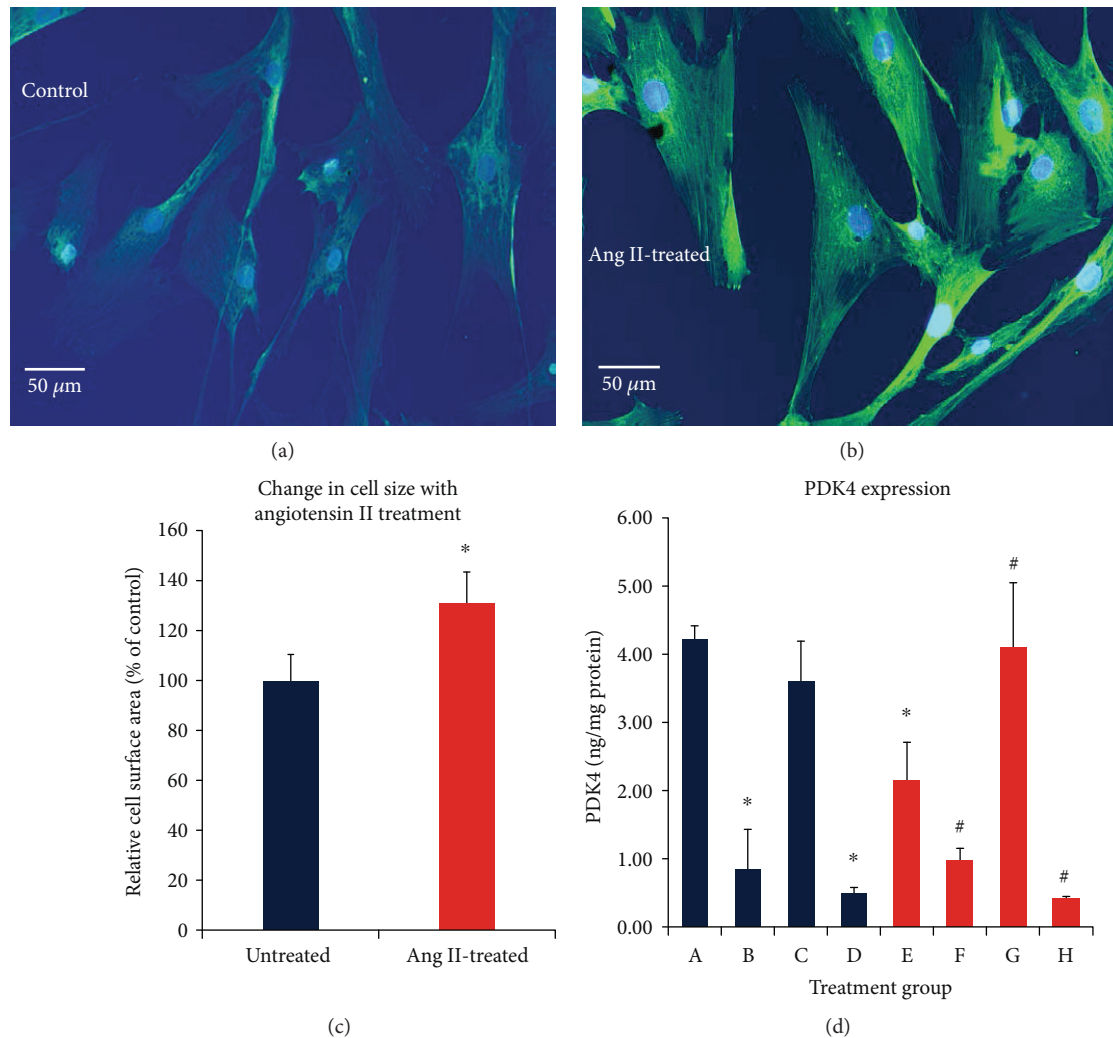 Control
50 μm
(a)
Ang II-treated
50 μm
(b)
Change in cell size with
angiotensin II treatment
Relative cell surface area (% of control)
160
140
120
100
80
60
40
20
0
*
Untreated
Ang II-treated
(c)
PDK4 expression
PDK4 (ng/mg protein)
6.00
5.00
4.00
3.00
2.00
1.00
0.00
*
*
*
#
#
#
A B C D E F G H
Treatment group
(d)